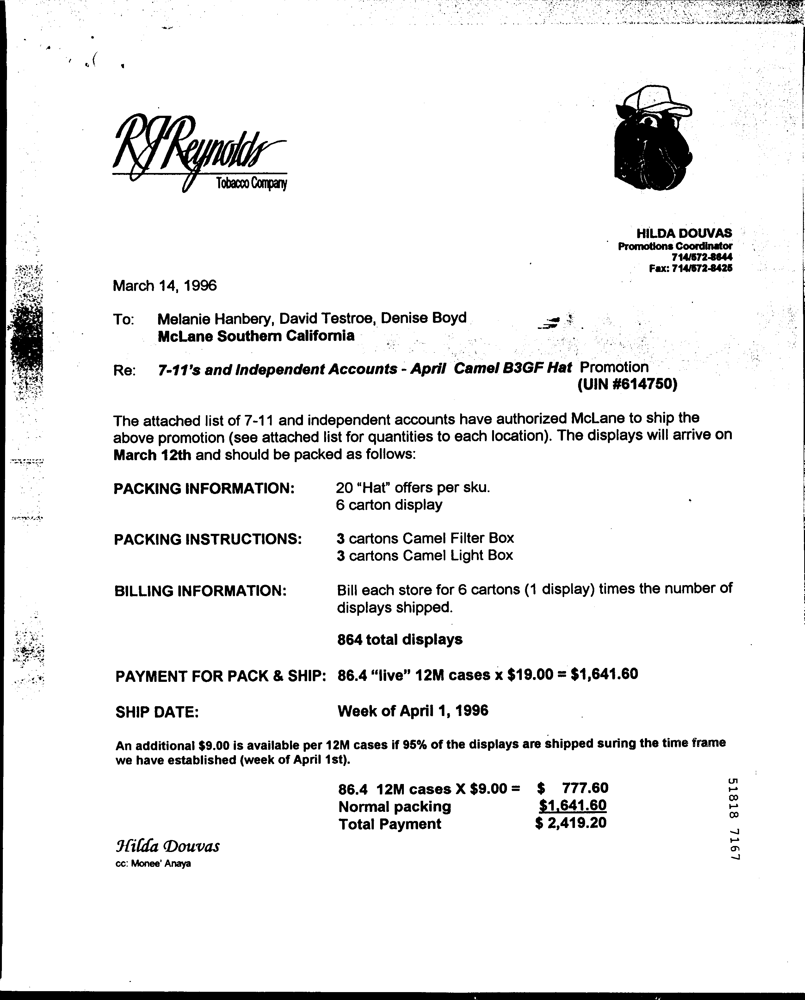 RJReynolds
Tobacco Company
HILDA DOUVAS
Promotions Coordinator
714/572-8644
Fax: 714/572-8425
March 14, 1996
To: Melanie Hanbery, David Testroe, Denise Boyd
McLane Southern California
Re: 7-11's and Independent Accounts - April Camel B3GF Hat Promotion
(UIN #614750)
The attached list of 7-11 and independent accounts have authorized McLane to ship the
above promotion (see attached list for quantities to each location). The displays will arrive on
March 12th and should be packed as follows:
PACKING INFORMATION: 20 "Hat" offers per sku.
6 carton display
PACKING INSTRUCTIONS: 3 cartons Camel Filter Box
3 cartons Camel Light Box
BILLING INFORMATION: Bill each store for 6 cartons (1 display) times the number of
displays shipped.
864 total displays
PAYMENT FOR PACK & SHIP: 86.4 "live" 12M cases x $19.00 = $1,641.60
SHIP DATE: Week of April 1, 1996
An additional $9.00 is available per 12M cases if 95% of the displays are shipped suring the time frame
we have established (week of April 1st).
86.4 12M cases X $9.00 = $ 777.60
Normal packing $1,641.60
Total Payment $ 2,419.20
Hilda Douvas
cc: Monee' Anaya
51818 7167